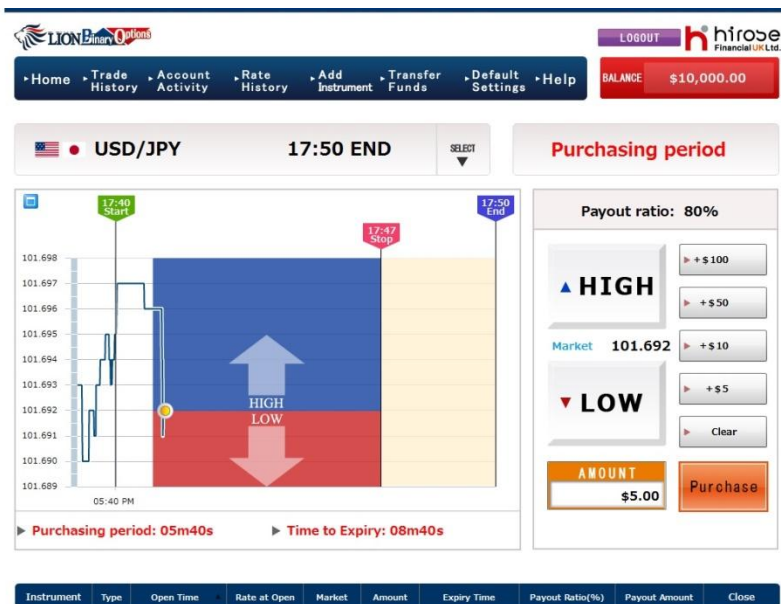 LION Binary Options
LOGOUT
hirose
Financial UK Ltd.
Home
Trade History
Account Activity
Rate History
Add Instrument
Transfer Funds
Default Settings
Help
BALANCE $10,000.00
USD/JPY 17:50 END SELECT
Purchasing period
17:40
Start
17:47
Stop
17:50
End
101.698
101.697
101.696
101.695
101.694
101.693
101.692
101.691
101.690
101.689
HIGH
LOW
05:40 PM
Purchasing period: 05m40s Time to Expiry: 08m40s
Payout ratio: 80%
HIGH
+$100
+$50
Market 101.692
+$10
LOW
+$5
Clear
AMOUNT
$5.00
Purchase
Instrument Type Open Time Rate at Open Market Amount Expiry Time Payout Ratio(%) Payout Amount Close